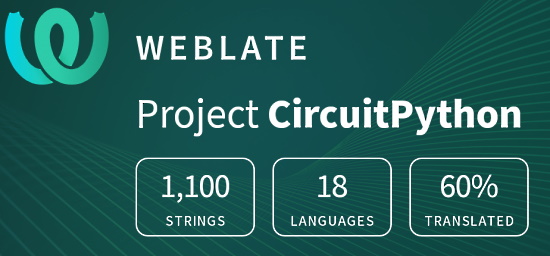 WEBLATE
Project CircuitPython
1,100 18 60%
STRINGS LANGUAGES TRANSLATED